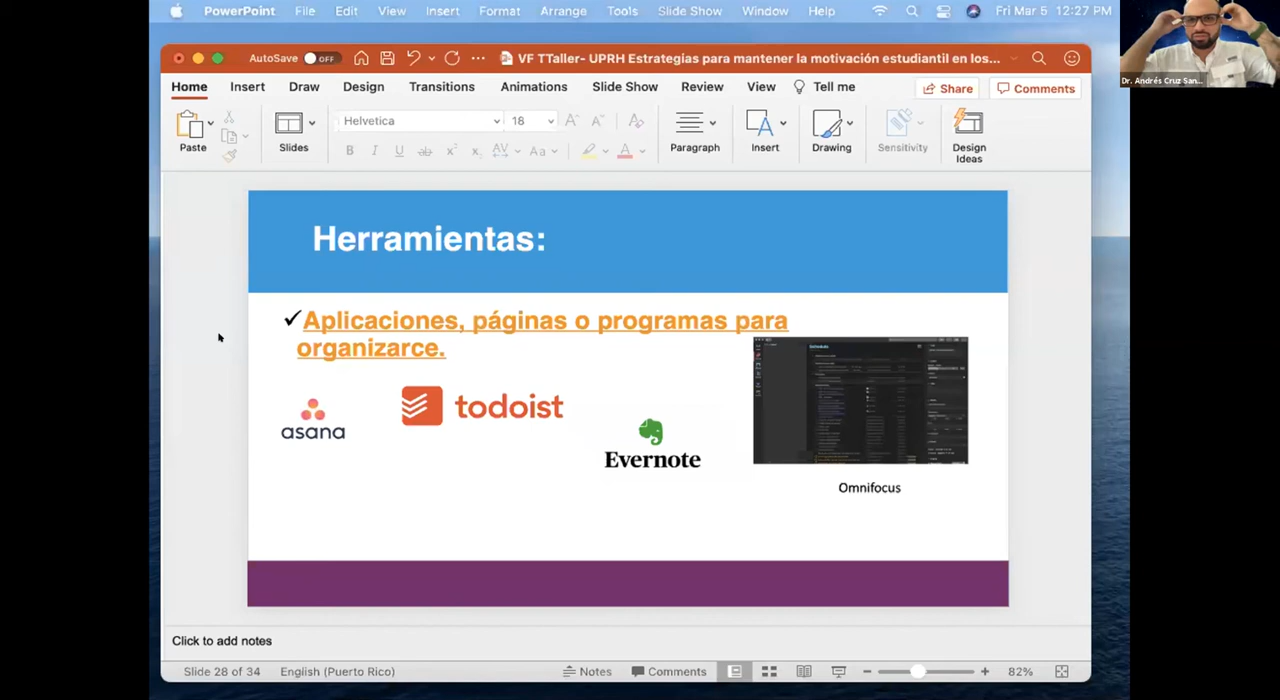 PowerPoint File Edit View Insert Format Arrange Tools Slide Show Window Help Fri Mar 5 12:27 PM
AutoSave OFF VF TTaller- UPRH Estrategias para mantener la motivación estudiantil en los...
Dr. Andrés Cruz San...
Home Insert Draw Design Transitions Animations Slide Show Review View Tell me Share Comments
Helvetica 18
Paste Slides Paragraph Insert Drawing Sensitivity Design
Ideas
Herramientas:
✓Aplicaciones, páginas o programas para
organizarce.
asana
todoist
Evernote
Omnifocus
Click to add notes
Slide 28 of 34 English (Puerto Rico) Notes Comments 82%